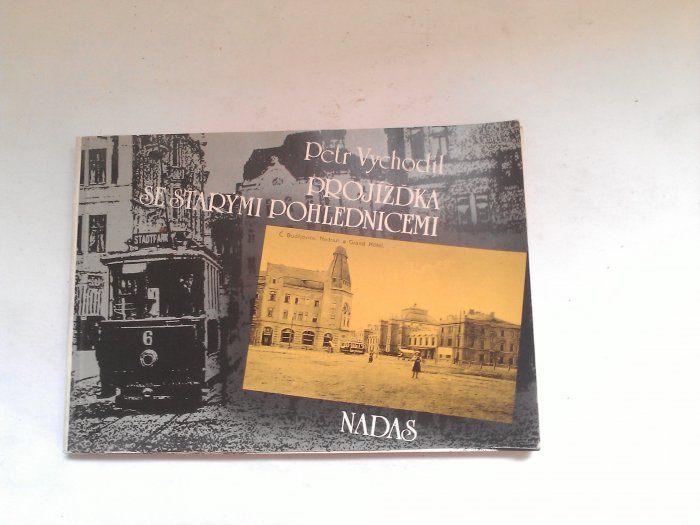 Petr Vychodil
PROJÍŽĎKA
SE STARÝMI POHLEDNICEMI
STADTPARK
Č. Budějovice, Nádraží a Grand Hôtel.
6
NADAS